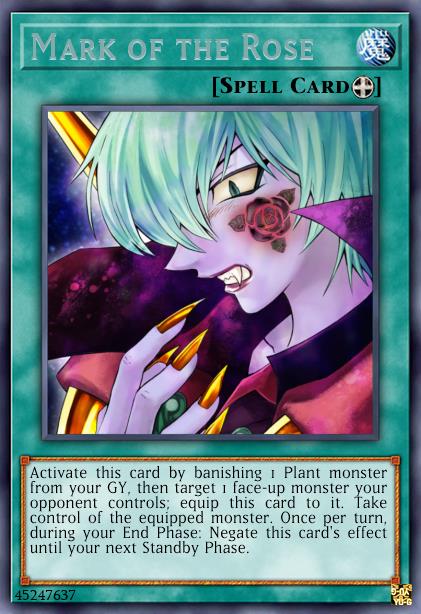 Mark of the Rose
魔
[Spell Card]
Activate this card by banishing 1 Plant monster
from your GY, then target 1 face-up monster your
opponent controls; equip this card to it. Take
control of the equipped monster. Once per turn,
during your End Phase: Negate this card's effect
until your next Standby Phase.
45247637